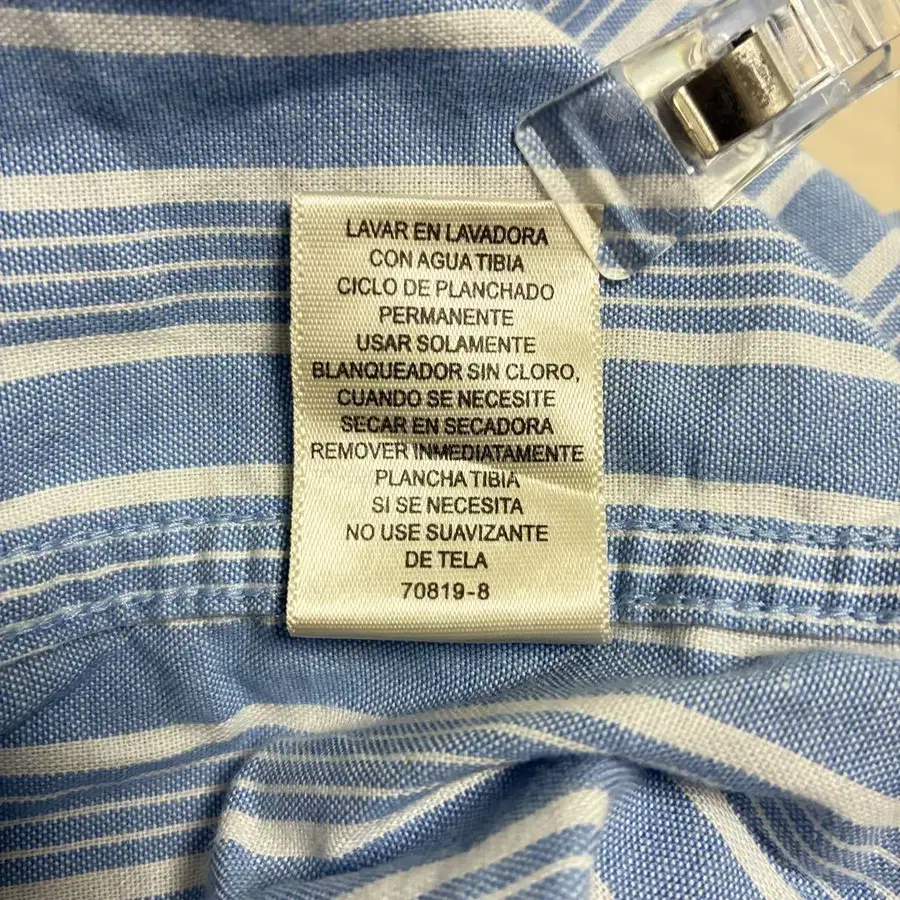 LAVAR EN LAVADORA
CON AGUA TIBIA
CICLO DE PLANCHADO
PERMANENTE
USAR SOLAMENTE
BLANQUEADOR SIN CLORO,
CUANDO SE NECESITE
SECAR EN SECADORA
REMOVER INMEDIATAMENTE
PLANCHA TIBIA
SI SE NECESITA
NO USE SUAVIZANTE
DE TELA
70819-8